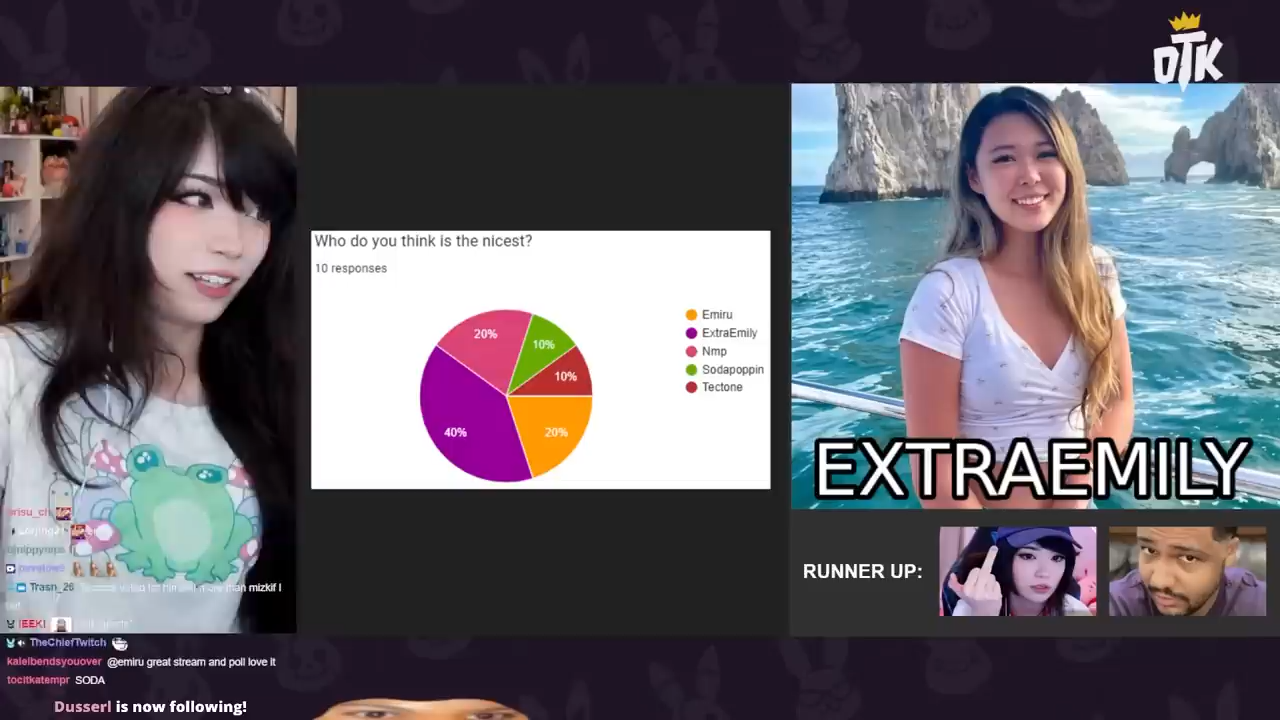 OTK
Who do you think is the nicest?
10 responses
20%
10%
10%
40%
20%
Emiru
ExtraEmily
Nmp
Sodapoppin
Tectone
EXTRAEMILY
RUNNER UP:
Trasn_26 than mizkif I
TheChiefTwitch
kaleibendsyouover @emiru great stream and poll love it
tocitkatempr SODA
Dusserl is now following!